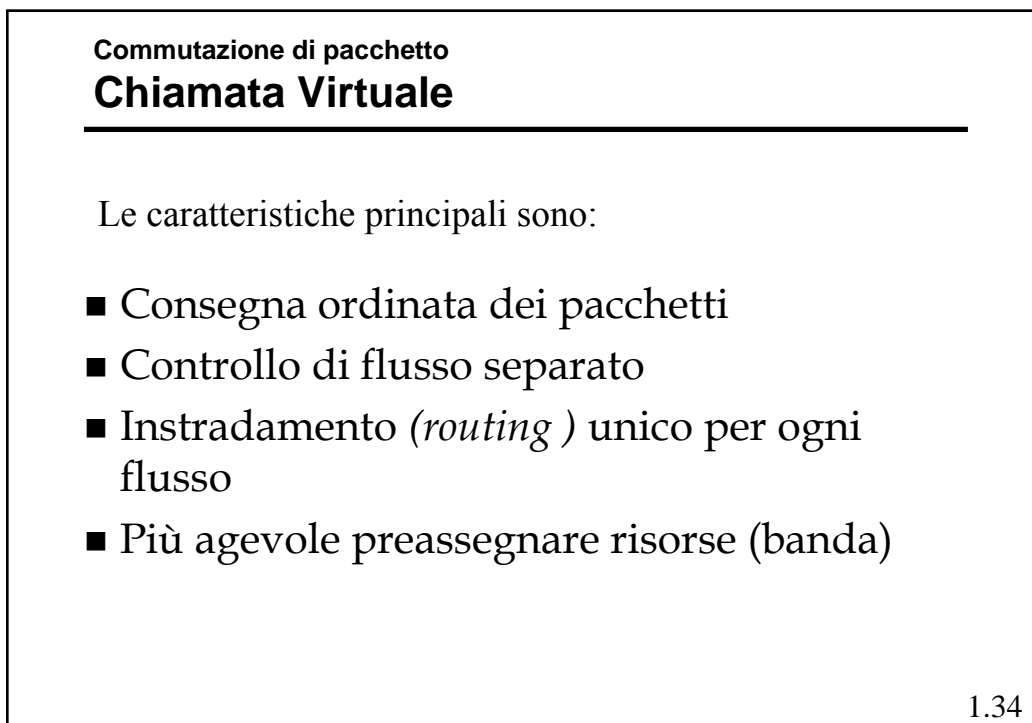 Commutazione di pacchetto
Chiamata Virtuale
Le caratteristiche principali sono:
■ Consegna ordinata dei pacchetti
■ Controllo di flusso separato
■ Instradamento (routing ) unico per ogni
flusso
■ Più agevole preassegnare risorse (banda)
1.34